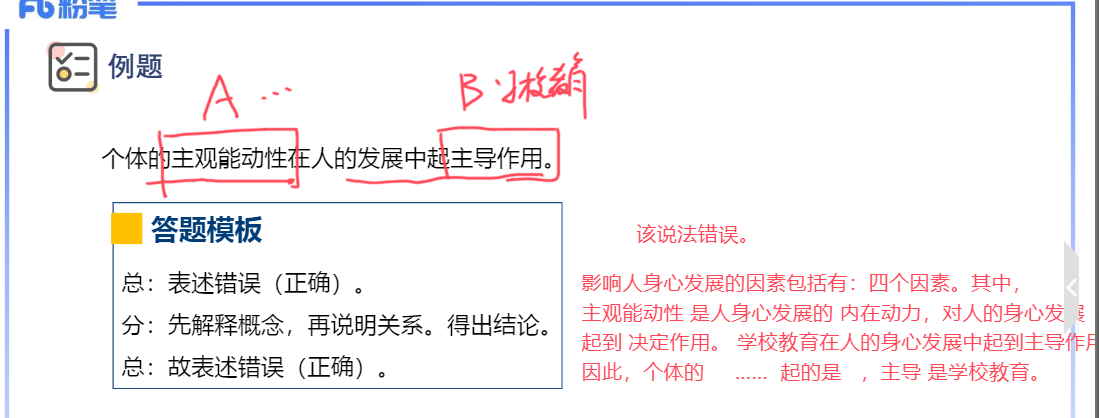 粉笔
例题
A … B 学校教育
个体的主观能动性在人的发展中起主导作用。
答题模板
总：表述错误（正确）。
分：先解释概念，再说明关系。得出结论。
总：故表述错误（正确）。
该说法错误。
影响人身心发展的因素包括有：四个因素。其中，
主观能动性 是人身心发展的 内在动力，对人的身心发展
起到 决定作用。 学校教育在人的身心发展中起到主导作用
因此，个体的 …… 起的是 ，主导 是学校教育。